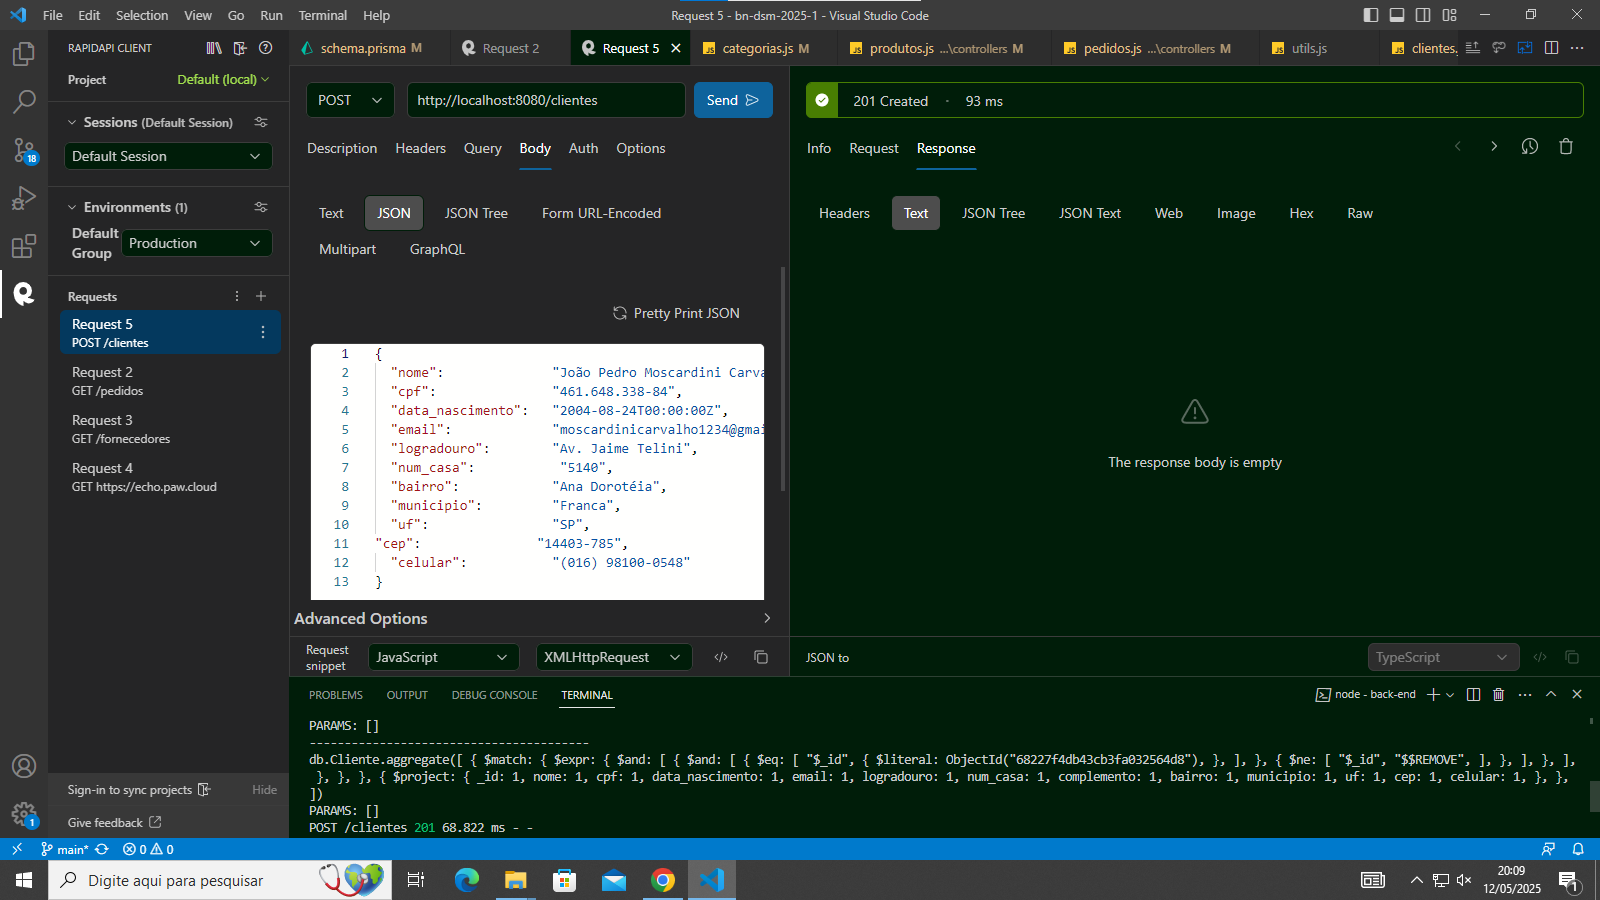 File Edit Selection View Go Run Terminal Help
Request 5 - bn-dsm-2025-1 - Visual Studio Code
RAPIDAPI CLIENT
Project Default (local)
Sessions (Default Session)
Default Session
Environments (1)
Default Group
Production
Requests
Request 5
POST /clientes
Request 2
GET /pedidos
Request 3
GET /fornecedores
Request 4
GET https://echo.paw.cloud
Sign-in to sync projects Hide
Give feedback
18
1
schema.prisma M
Request 2
Request 5
categorias.js M
produtos.js ...\controllers M
pedidos.js ...\controllers M
utils.js
clientes.
POST http://localhost:8080/clientes Send
Description Headers Query Body Auth Options
Text JSON JSON Tree Form URL-Encoded
Multipart GraphQL
Pretty Print JSON
1 {
2 "nome": "João Pedro Moscardini Carva
3 "cpf": "461.648.338-84",
4 "data_nascimento": "2004-08-24T00:00:00Z",
5 "email": "moscardinicarvalho1234@gmai
6 "logradouro": "Av. Jaime Telini",
7 "num_casa": "5140",
8 "bairro": "Ana Dorotéia",
9 "municipio": "Franca",
10 "uf": "SP",
11 "cep": "14403-785",
12 "celular": "(016) 98100-0548"
13 }
Advanced Options
Request snippet
JavaScript
XMLHttpRequest
201 Created · 93 ms
Info Request Response
Headers Text JSON Tree JSON Text Web Image Hex Raw
The response body is empty
JSON to TypeScript
PROBLEMS OUTPUT DEBUG CONSOLE TERMINAL
node - back-end
PARAMS: []
----------------------------------------
db.Cliente.aggregate([ { $match: { $expr: { $and: [ { $and: [ { $eq: [ "$_id", { $literal: ObjectId("68227f4db43cb3fa032564d8"), }, ], }, { $ne: [ "$_id", "$$REMOVE", ], }, ], }, ],
}, }, }, { $project: { _id: 1, nome: 1, cpf: 1, data_nascimento: 1, email: 1, logradouro: 1, num_casa: 1, complemento: 1, bairro: 1, municipio: 1, uf: 1, cep: 1, celular: 1, }, },
])
PARAMS: []
POST /clientes 201 68.822 ms - -
main* 0 0
Digite aqui para pesquisar
20:09
12/05/2025
1